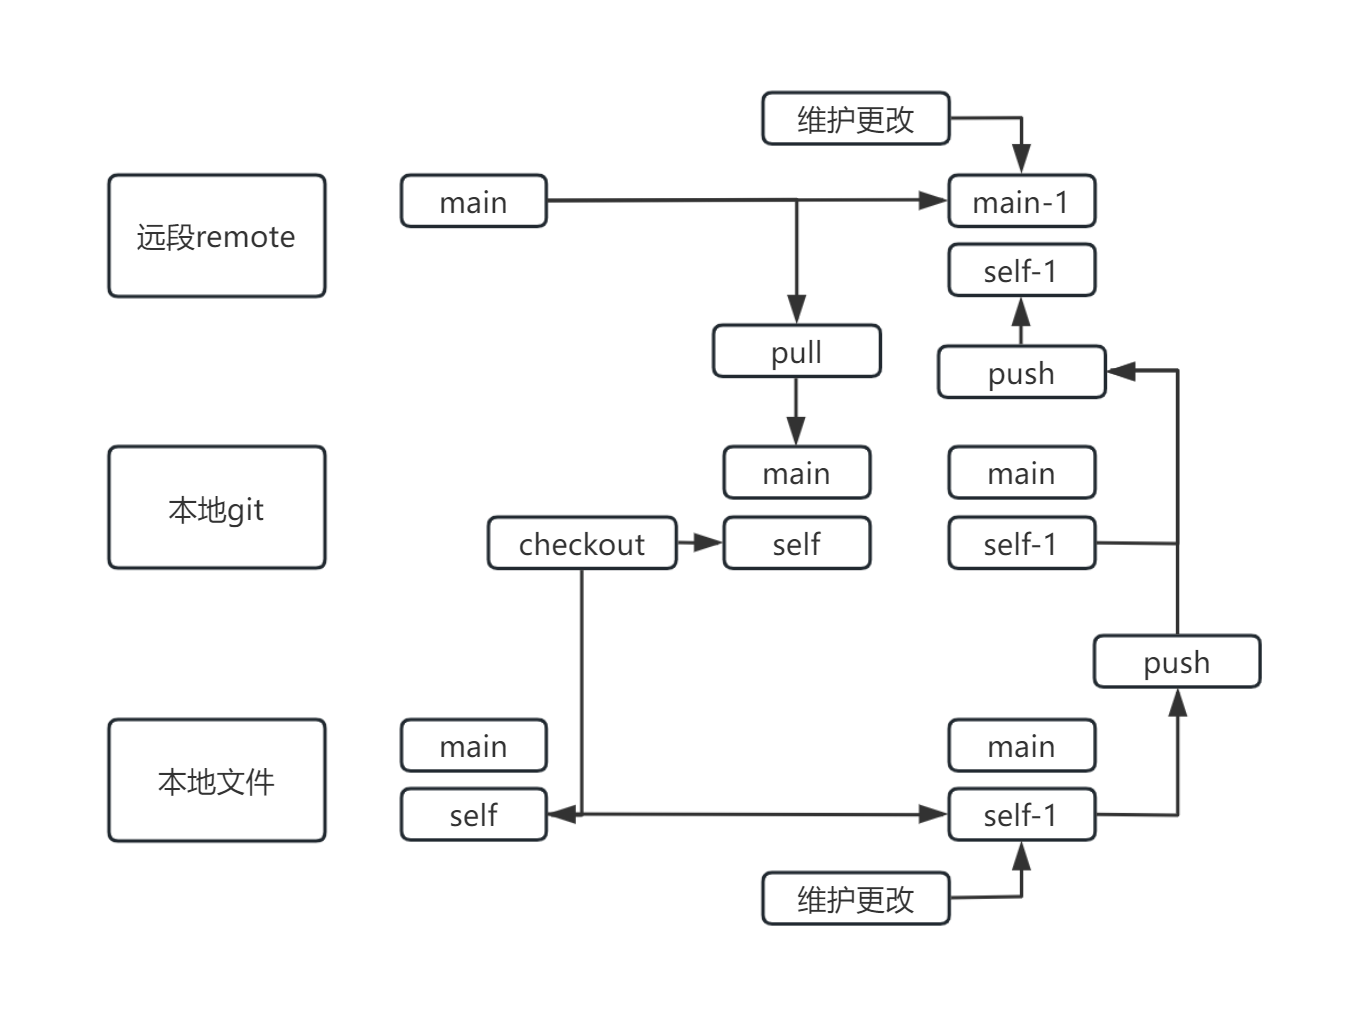 维护更改
远段remote
main
main-1
self-1
pull
push
本地git
main
main
checkout
self
self-1
push
本地文件
main
main
self
self-1
维护更改